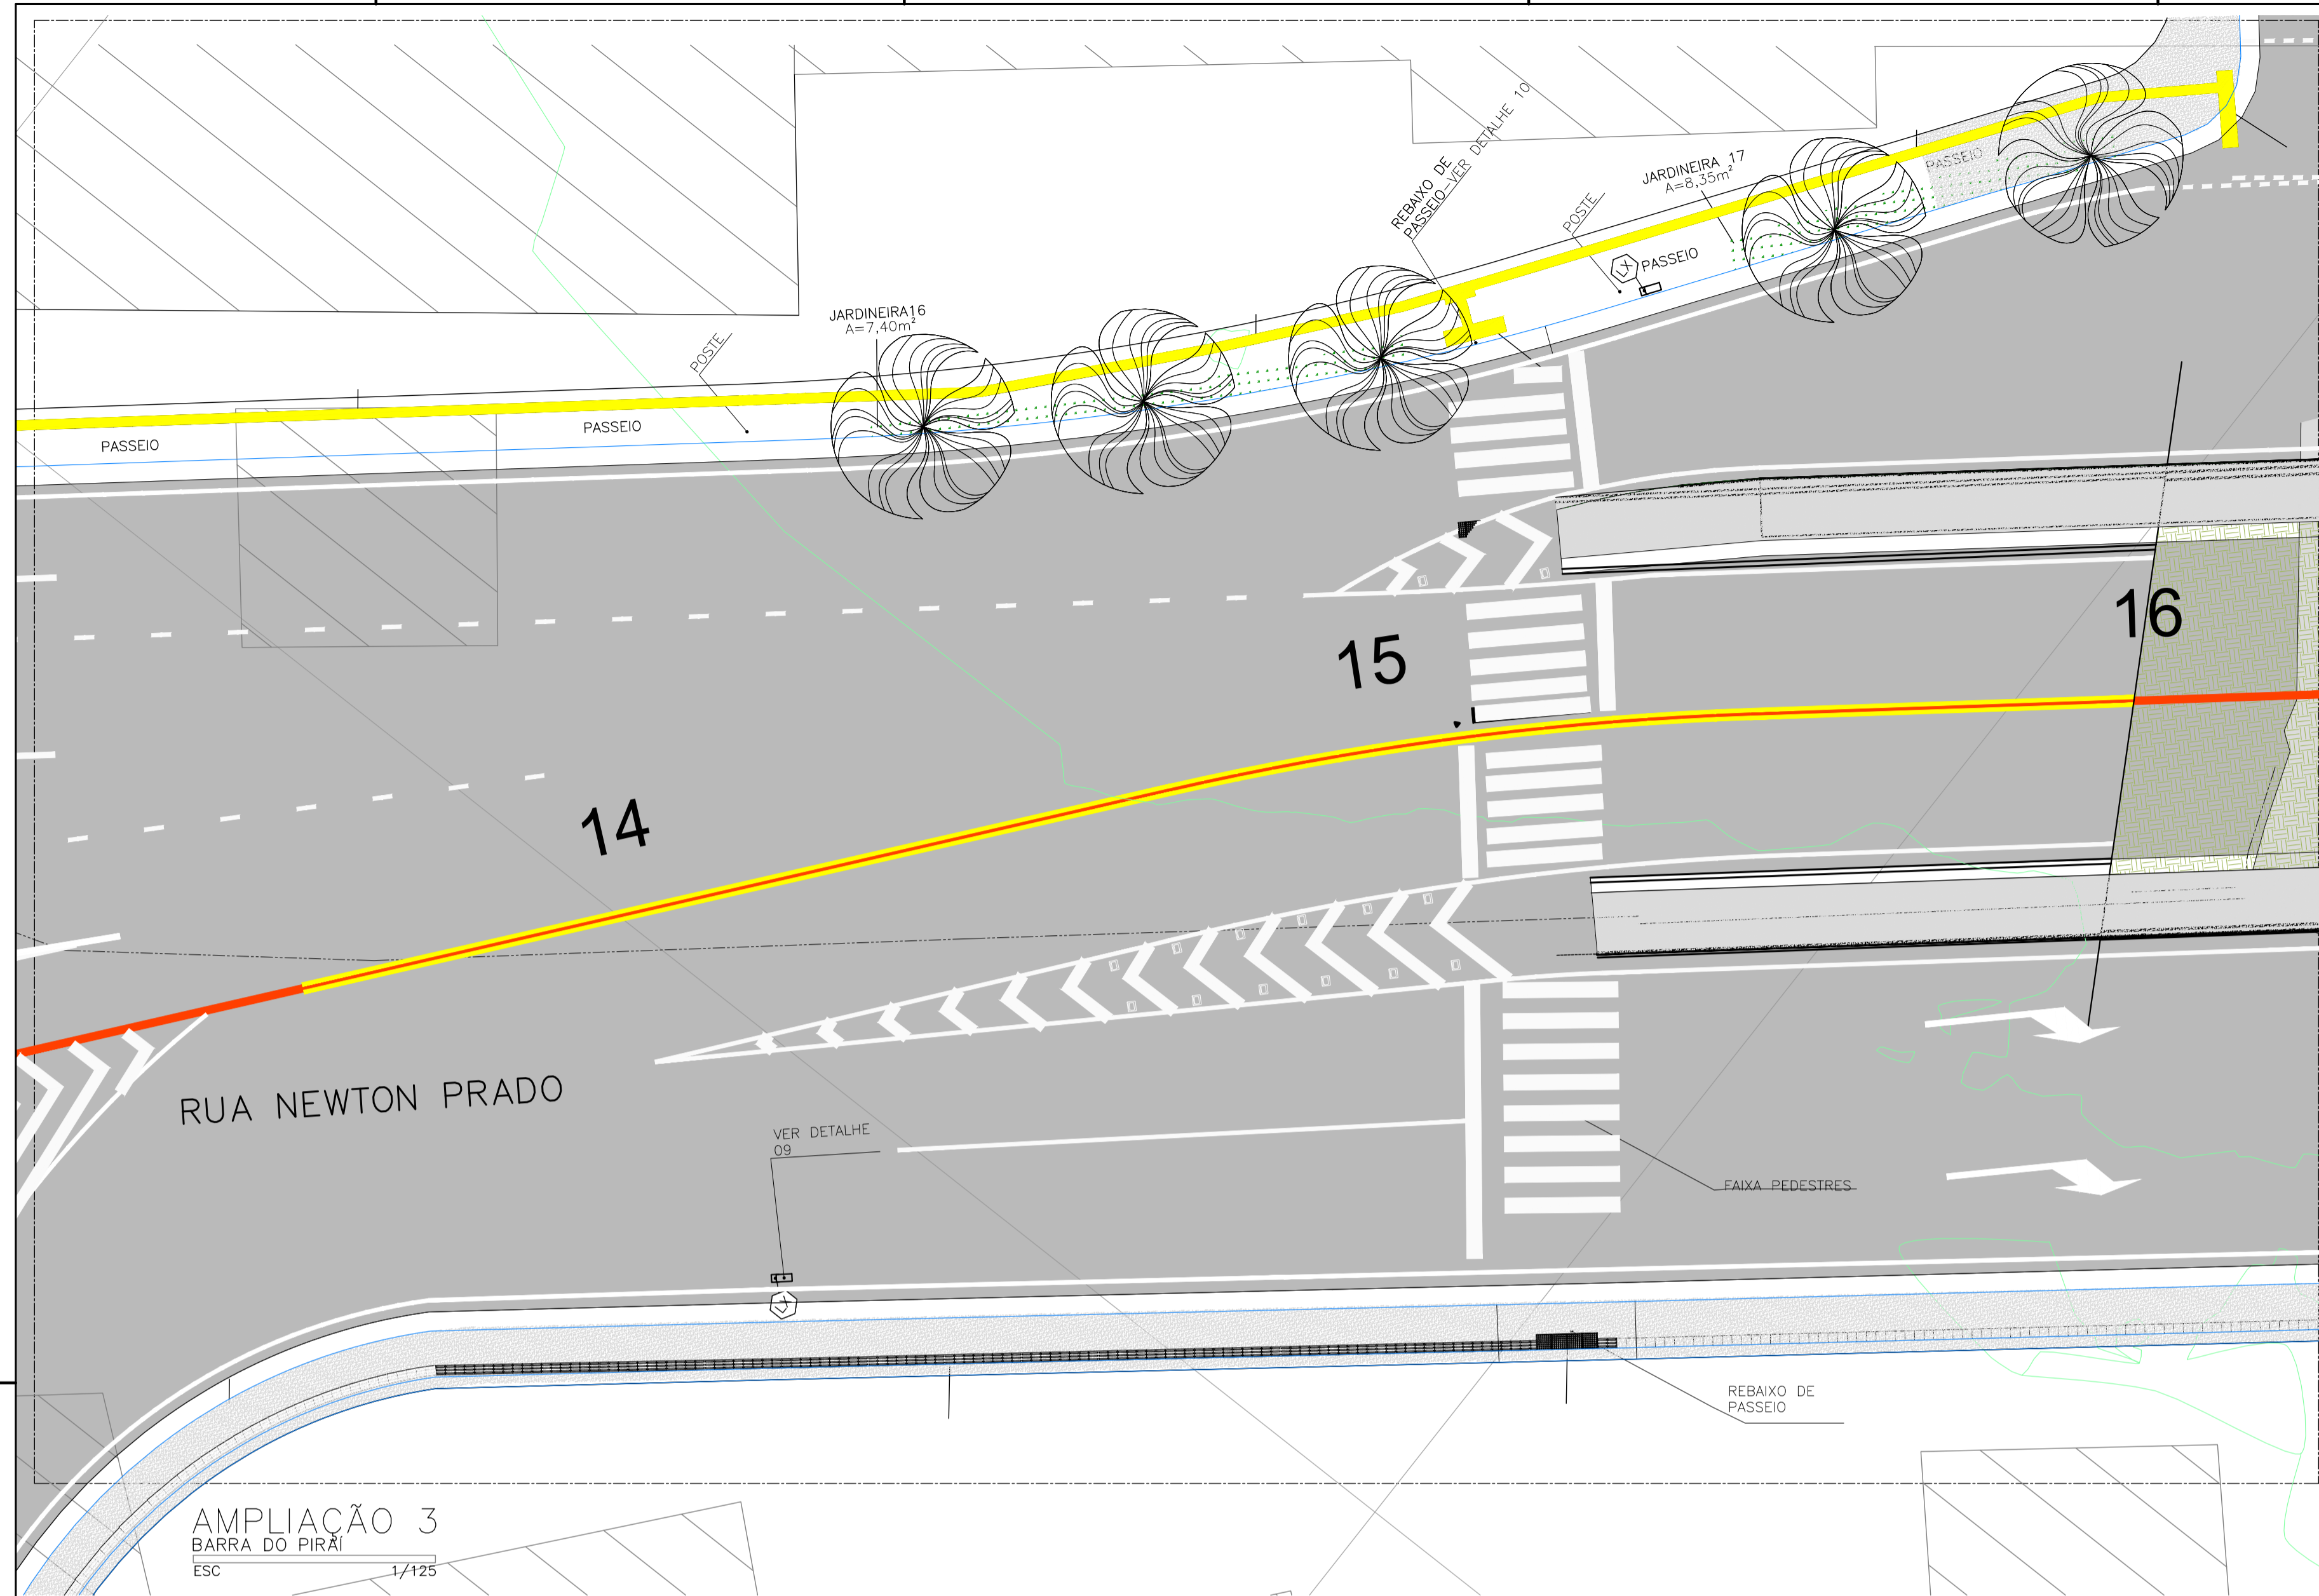 REBAIXO DE
PASSEIO-VER DETALHE 10
JARDINEIRA 17
A=8,35m²
PASSEIO
POSTE
LX
PASSEIO
JARDINEIRA16
A=7,40m²
POSTE
PASSEIO
PASSEIO
16
15
14
RUA NEWTON PRADO
VER DETALHE
09
FAIXA PEDESTRES
LX
REBAIXO DE
PASSEIO
AMPLIAÇÃO 3
BARRA DO PIRAÍ
ESC 1/125